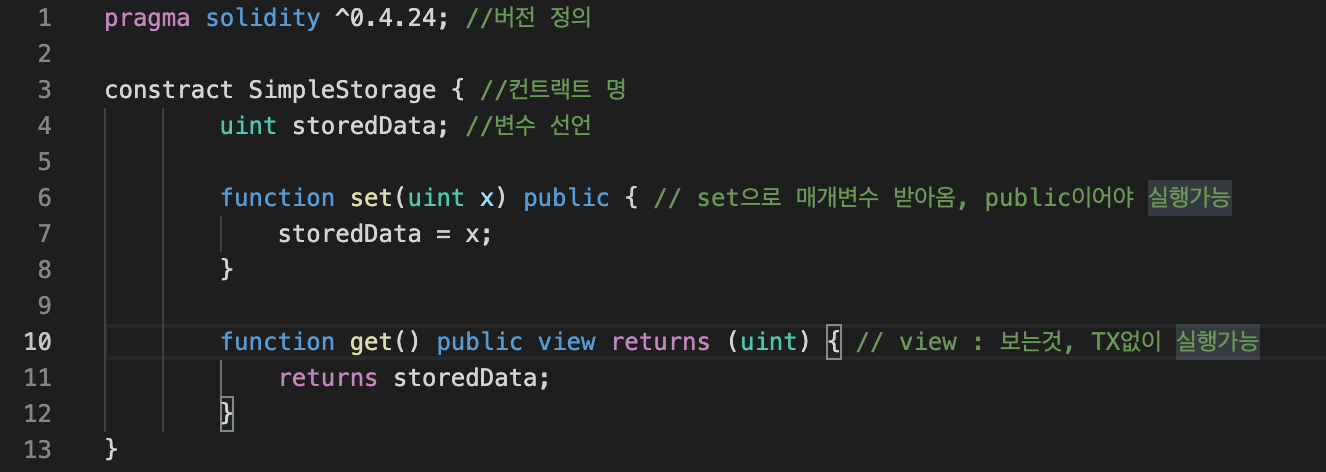 1 pragma solidity ^0.4.24; //버전 정의
2
3 constract SimpleStorage { //컨트랙트 명
4 uint storedData; //변수 선언
5
6 function set(uint x) public { // set으로 매개변수 받아옴, public이어야 실행가능
7 storedData = x;
8 }
9
10 function get() public view returns (uint) { // view : 보는것, TX없이 실행가능
11 returns storedData;
12 }
13 }